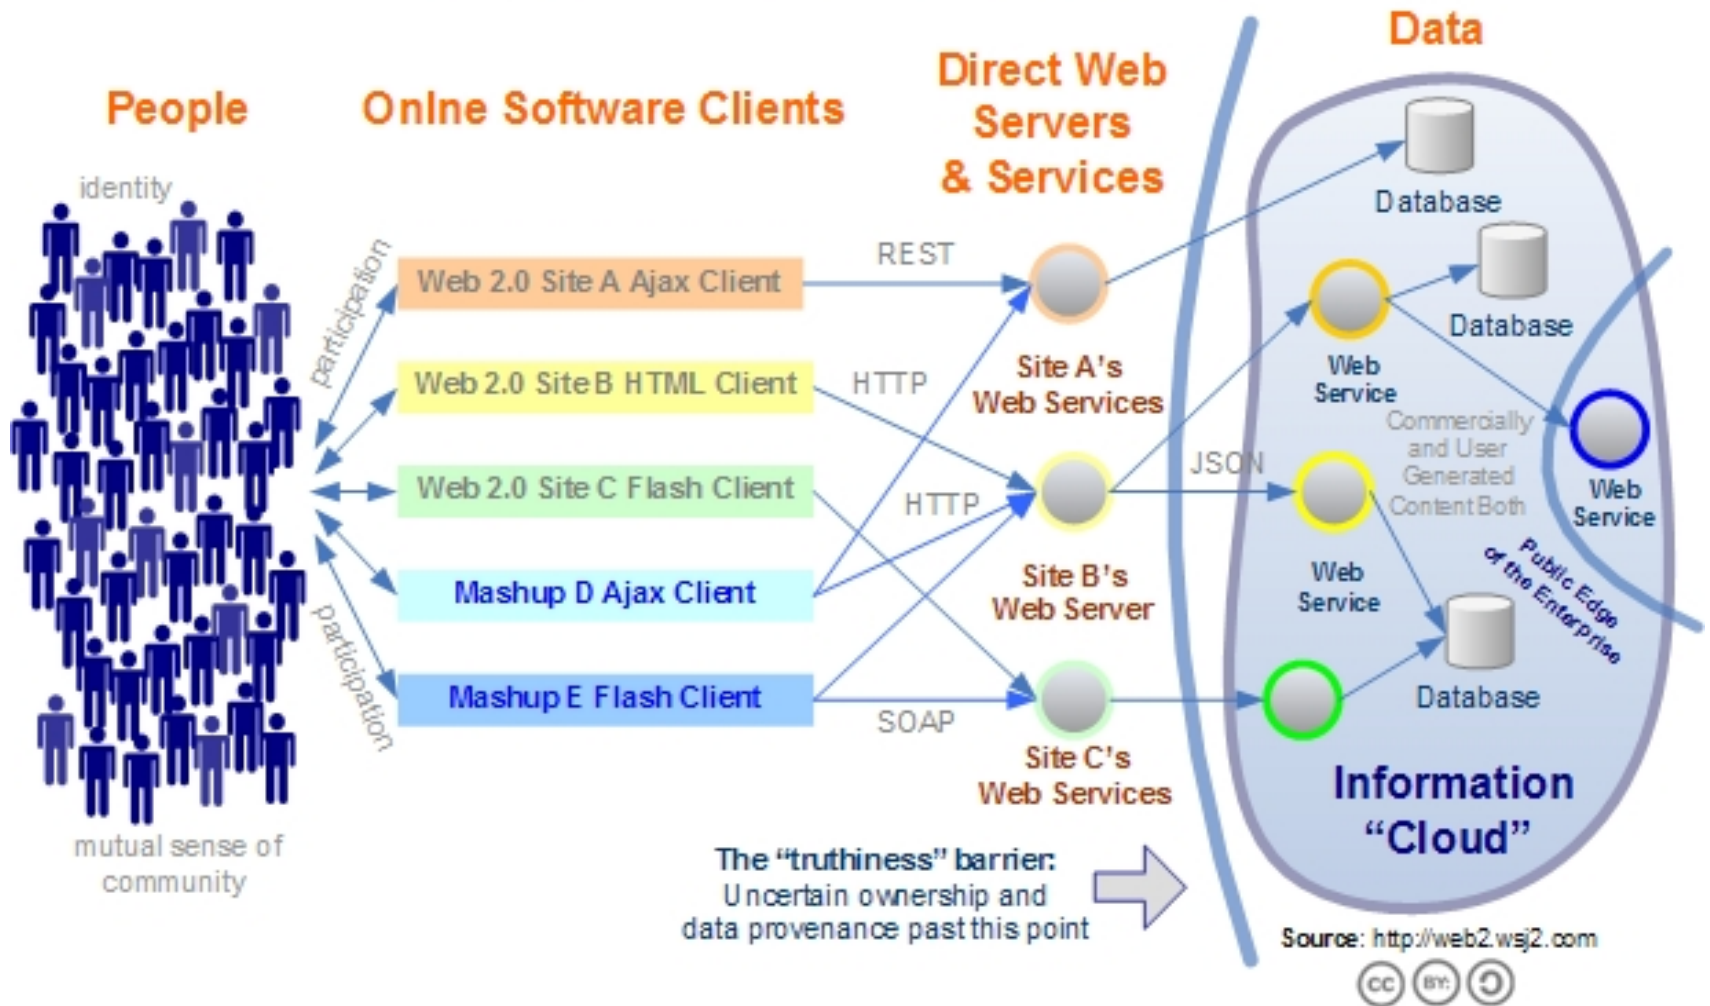 People
Onlne Software Clients
Direct Web
Servers
& Services
Data
identity
participation
participation
mutual sense of
community
Web 2.0 Site A Ajax Client
Web 2.0 Site B HTML Client
Web 2.0 Site C Flash Client
Mashup D Ajax Client
Mashup E Flash Client
REST
HTTP
HTTP
SOAP
Site A's
Web Services
Site B's
Web Server
Site C's
Web Services
JSON
Database
Database
Web
Service
Commercially
and User
Generated
Content Both
Web
Service
Web
Service
Public Edge
of the Enterprise
Database
Information
“Cloud”
The “truthiness” barrier:
Uncertain ownership and
data provenance past this point
Source: http://web2.wsj2.com
cc BY: